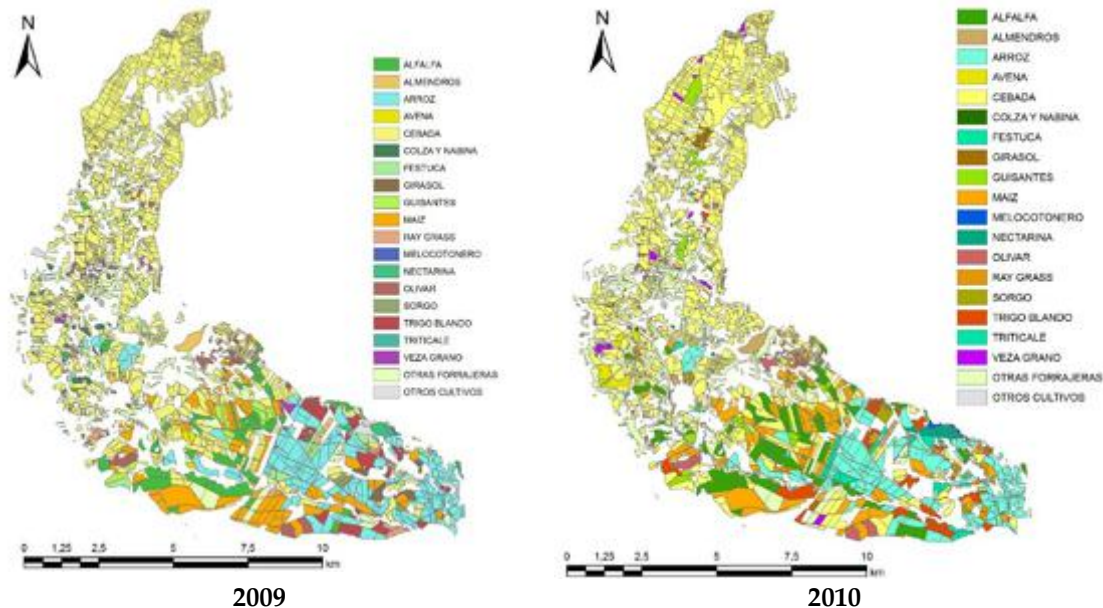 N
ALFALFA
ALMENDROS
ARROZ
AVENA
CEBADA
COLZA Y NABINA
FESTUCA
GIRASOL
GUISANTES
MAIZ
RAY GRASS
MELOCOTONERO
NECTARINA
OLIVAR
SORGO
TRIGO BLANDO
TRITICALE
VEZA GRANO
OTRAS FORRAJERAS
OTROS CULTIVOS
0 1,25 2,5 5 7,5 10
km
2009
N
ALFALFA
ALMENDROS
ARROZ
AVENA
CEBADA
COLZA Y NABINA
FESTUCA
GIRASOL
GUISANTES
MAIZ
MELOCOTONERO
NECTARINA
OLIVAR
RAY GRASS
SORGO
TRIGO BLANDO
TRITICALE
VEZA GRANO
OTRAS FORRAJERAS
OTROS CULTIVOS
0 1,25 2,5 5 7,5 10
km
2010